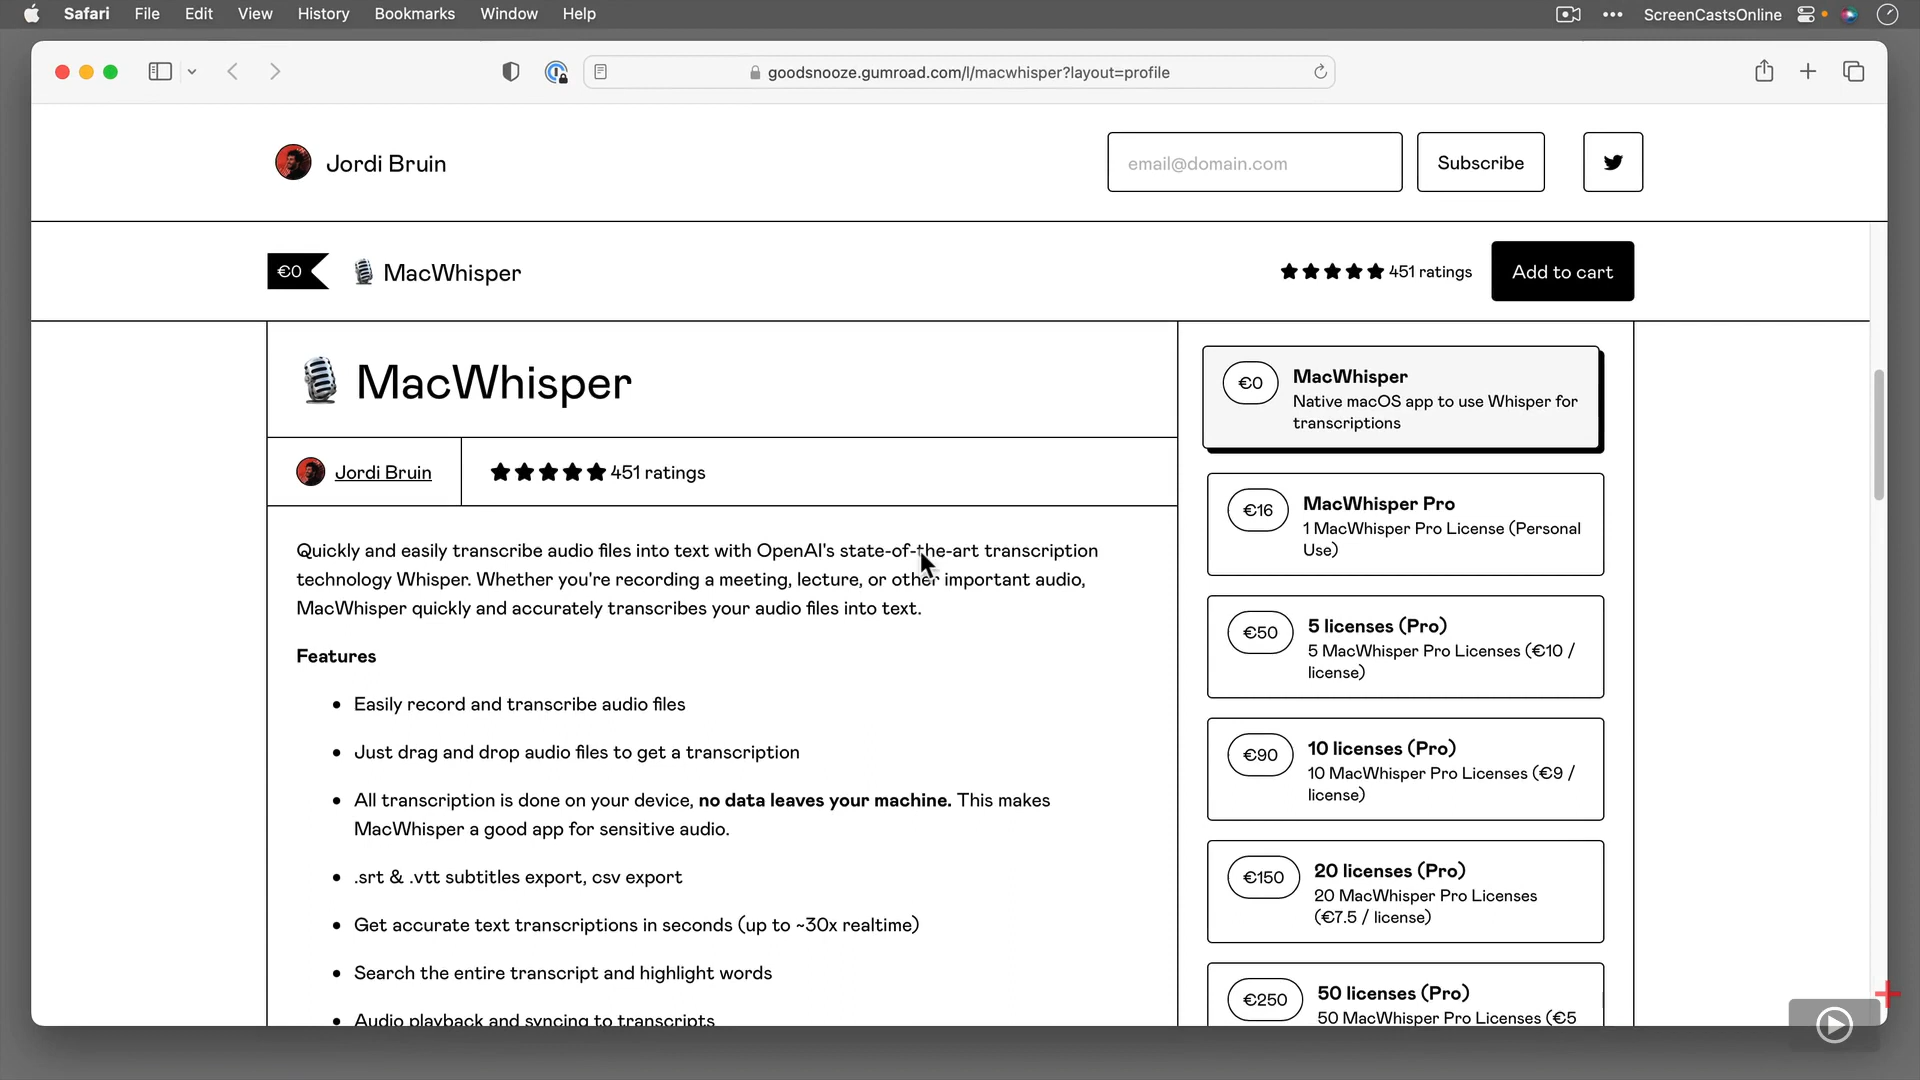 Safari File Edit View History Bookmarks Window Help ScreenCastsOnline
goodsnooze.gumroad.com/l/macwhisper?layout=profile
Jordi Bruin
email@domain.com
Subscribe
€0
MacWhisper
451 ratings
Add to cart
MacWhisper
Jordi Bruin
451 ratings
Quickly and easily transcribe audio files into text with OpenAI's state-of-the-art transcription
technology Whisper. Whether you're recording a meeting, lecture, or other important audio,
MacWhisper quickly and accurately transcribes your audio files into text.
Features
• Easily record and transcribe audio files
• Just drag and drop audio files to get a transcription
• All transcription is done on your device, no data leaves your machine. This makes
MacWhisper a good app for sensitive audio.
• .srt & .vtt subtitles export, csv export
• Get accurate text transcriptions in seconds (up to ~30x realtime)
• Search the entire transcript and highlight words
• Audio playback and syncing to transcripts
€0
MacWhisper
Native macOS app to use Whisper for
transcriptions
€16
MacWhisper Pro
1 MacWhisper Pro License (Personal
Use)
€50
5 licenses (Pro)
5 MacWhisper Pro Licenses (€10 /
license)
€90
10 licenses (Pro)
10 MacWhisper Pro Licenses (€9 /
license)
€150
20 licenses (Pro)
20 MacWhisper Pro Licenses
(€7.5 / license)
€250
50 licenses (Pro)
50 MacWhisper Pro Licenses (€5